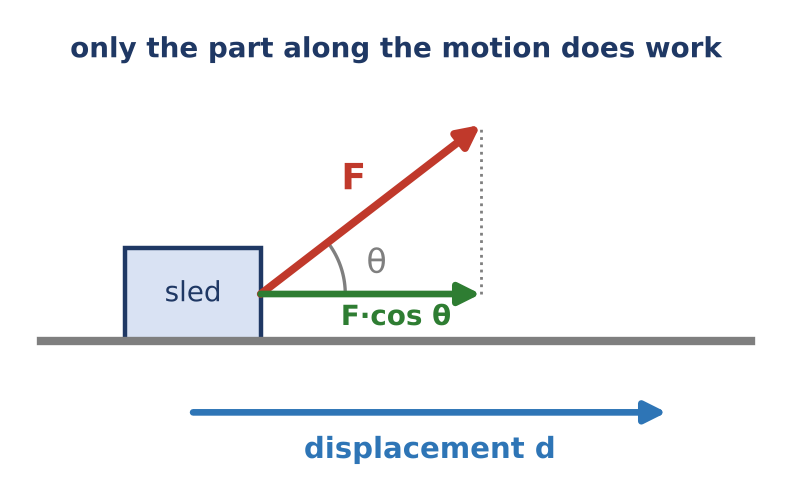 only the part along the motion does work
F
θ
sled
F·cos θ
displacement d